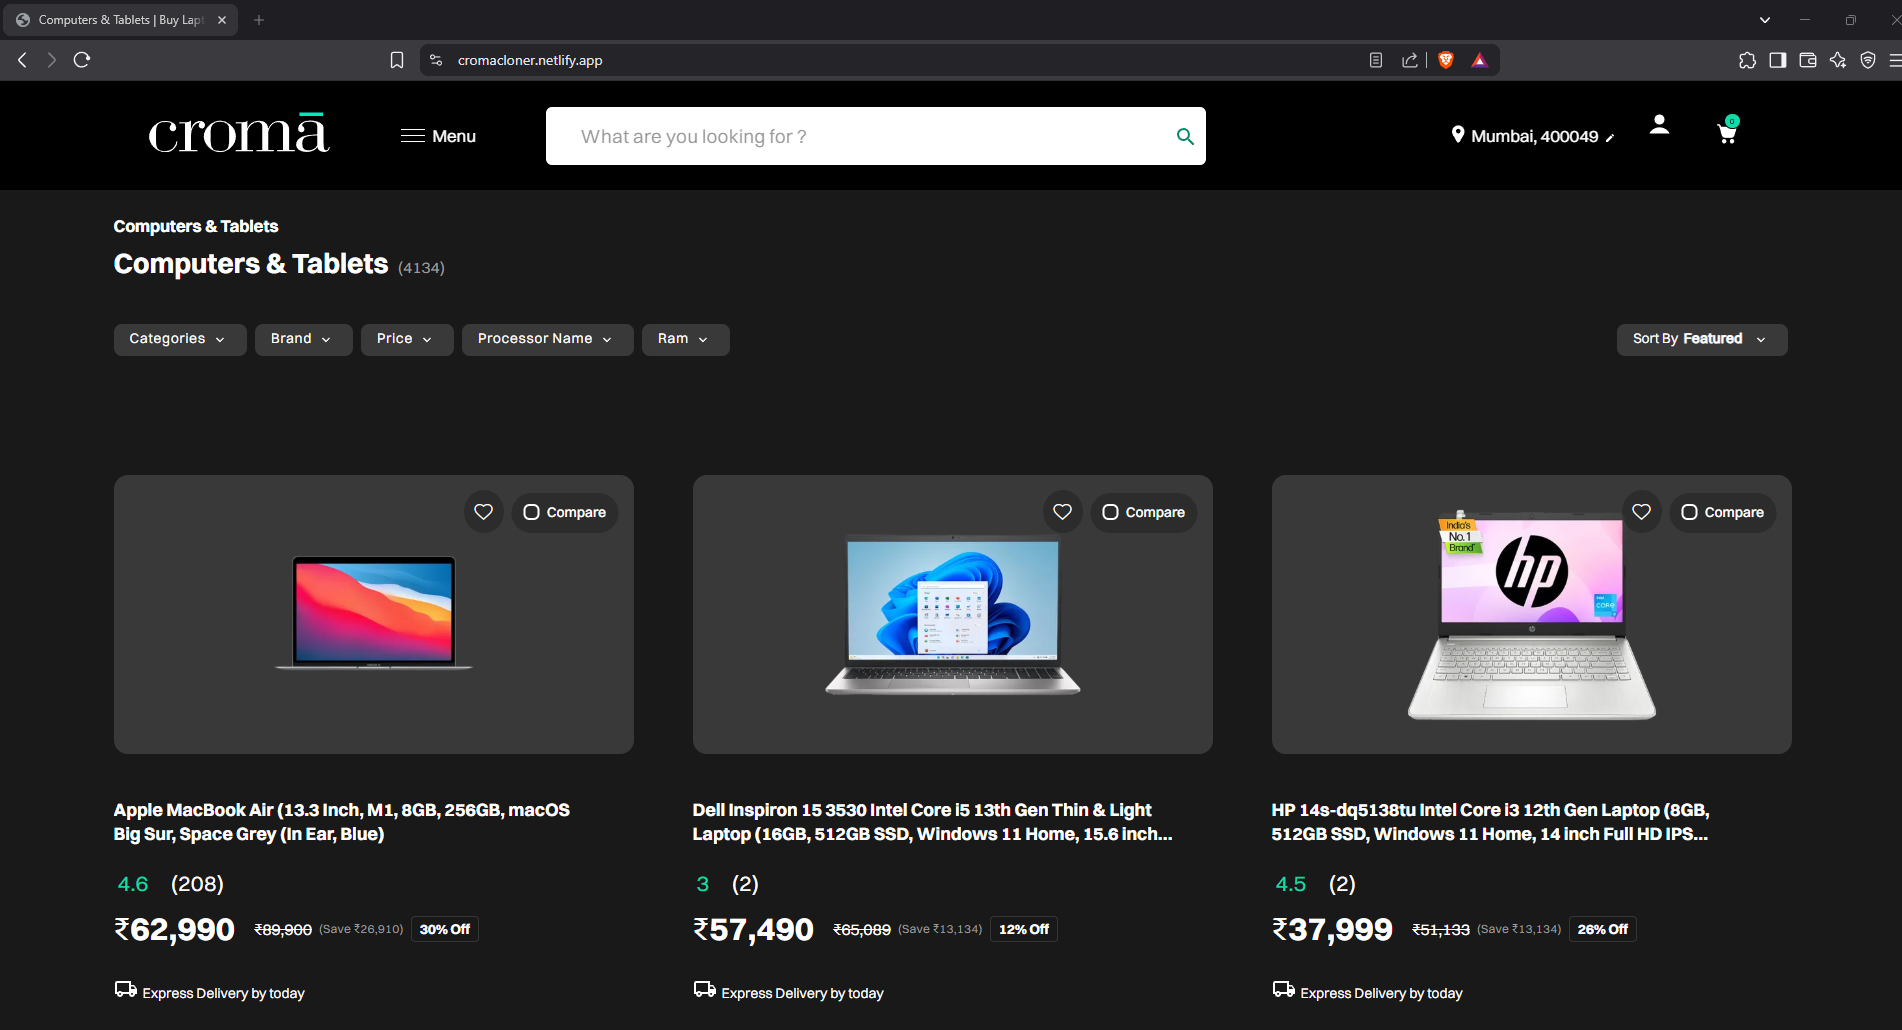 Computers & Tablets | Buy Lapt
cromacloner.netlify.app
cromā
Menu
What are you looking for ?
Mumbai, 400049
0
Computers & Tablets
Computers & Tablets (4134)
Categories
Brand
Price
Processor Name
Ram
Sort By Featured
Compare
Compare
India's
No.1
Brand*
hp
intel
CORE
Compare
Apple MacBook Air (13.3 Inch, M1, 8GB, 256GB, macOS
Big Sur, Space Grey (In Ear, Blue)
4.6 (208)
₹62,990 ₹89,900 (Save ₹26,910) 30% Off
Express Delivery by today
Dell Inspiron 15 3530 Intel Core i5 13th Gen Thin & Light
Laptop (16GB, 512GB SSD, Windows 11 Home, 15.6 inch...
3 (2)
₹57,490 ₹65,089 (Save ₹13,134) 12% Off
Express Delivery by today
HP 14s-dq5138tu Intel Core i3 12th Gen Laptop (8GB,
512GB SSD, Windows 11 Home, 14 inch Full HD IPS...
4.5 (2)
₹37,999 ₹51,133 (Save ₹13,134) 26% Off
Express Delivery by today